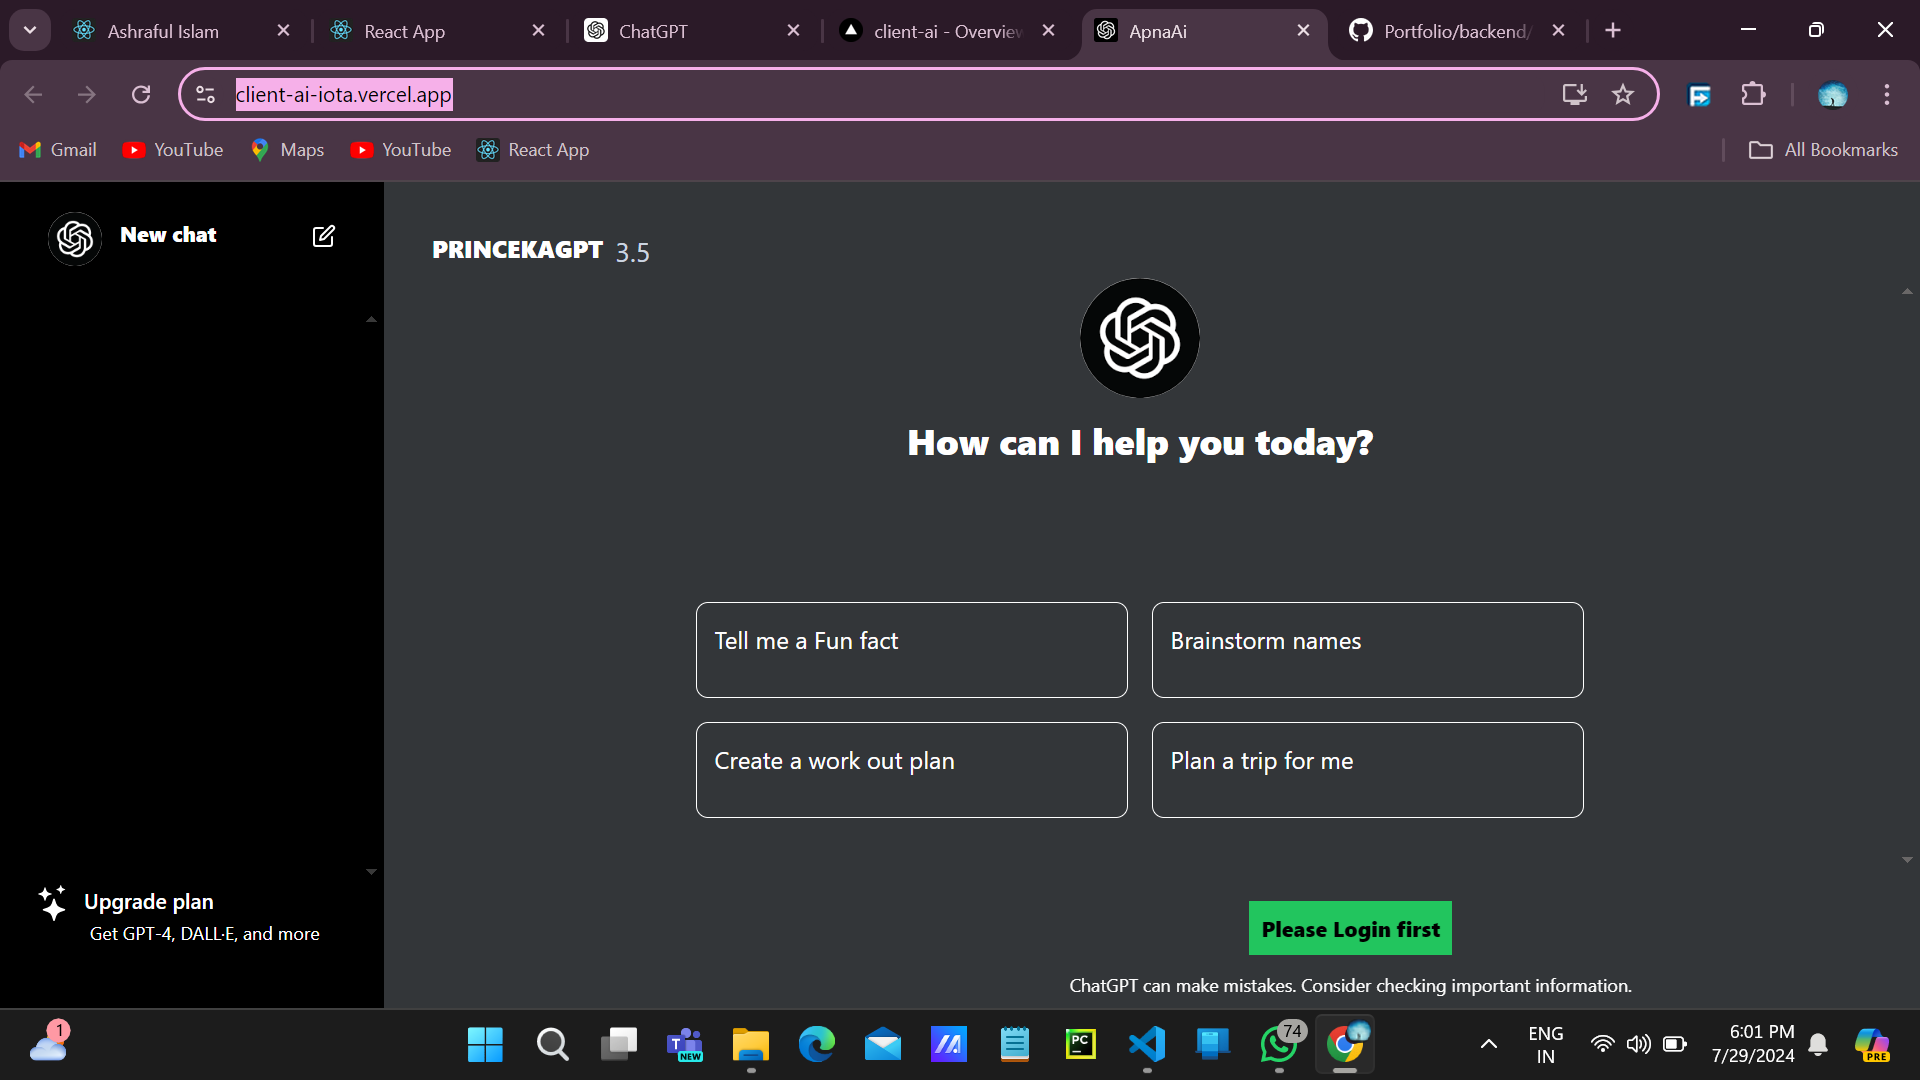 Ashraful Islam
React App
ChatGPT
client-ai - Overview
ApnaAi
Portfolio/backend/
client-ai-iota.vercel.app
Gmail
YouTube
Maps
YouTube
React App
All Bookmarks
New chat
PRINCEKAGPT 3.5
How can I help you today?
Tell me a Fun fact
Brainstorm names
Create a work out plan
Plan a trip for me
Upgrade plan
Get GPT-4, DALL·E, and more
Please Login first
ChatGPT can make mistakes. Consider checking important information.
1
NEW
PC
74
ENG
IN
6:01 PM
7/29/2024
PRE